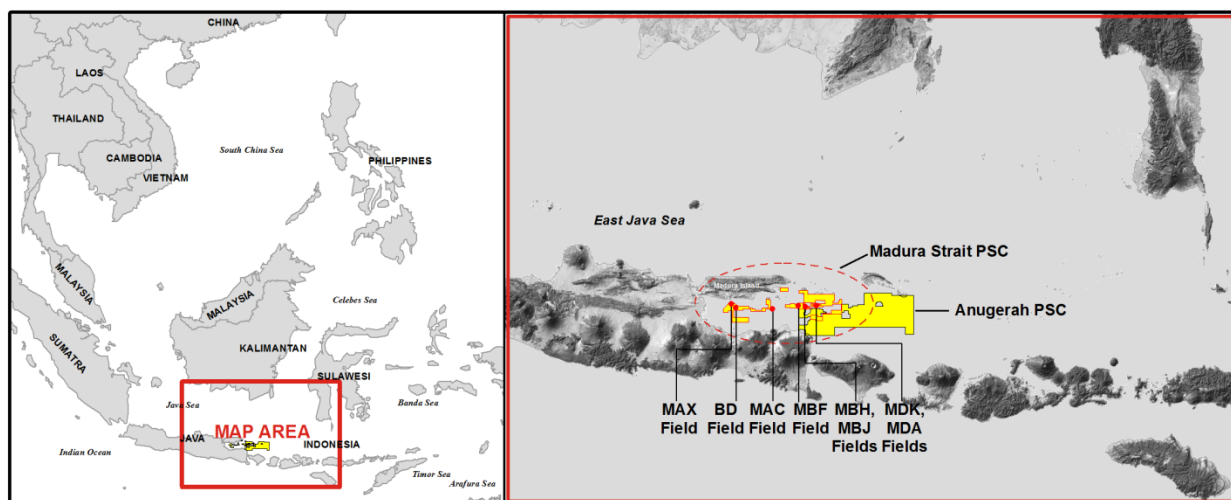 CHINA
LAOS
THAILAND
South China Sea
CAMBODIA
PHILIPPINES
VIETNAM
MALAYSIA
Celebes Sea
MALAYSIA
KALIMANTAN
SUMATRA
SULAWESI
Java Sea
Banda Sea
MAP AREA
JAVA
INDONESIA
Indian Ocean
Timor Sea
Arafura Sea
East Java Sea
Madura Strait PSC
Madura Island
Anugerah PSC
MAX
Field
BD
Field
MAC
Field
MBF
Field
MBH,
MBJ
Fields
MDK,
MDA
Fields